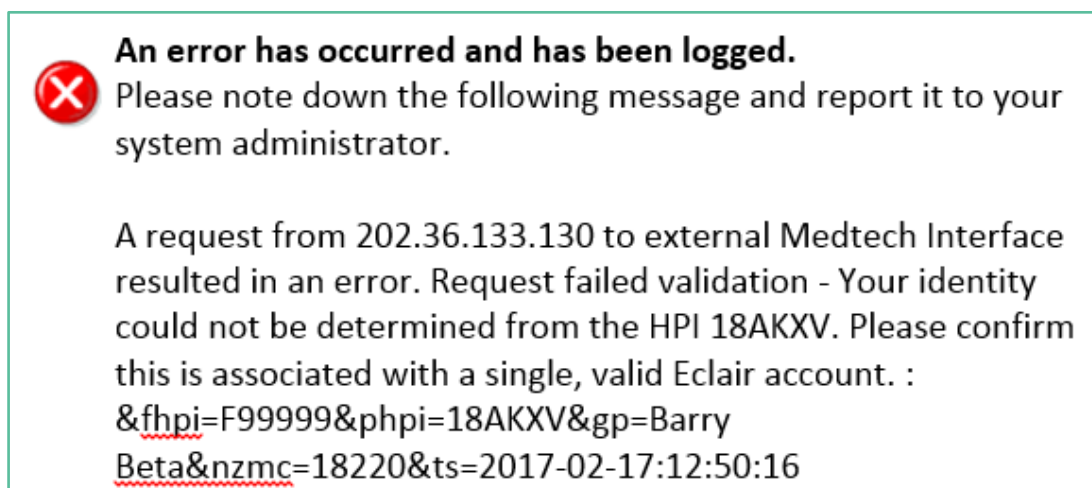 An error has occurred and has been logged.
Please note down the following message and report it to your
system administrator.
A request from 202.36.133.130 to external Medtech Interface
resulted in an error. Request failed validation - Your identity
could not be determined from the HPI 18AKXV. Please confirm
this is associated with a single, valid Eclair account. :
&fhpi=F99999&phpi=18AKXV&gp=Barry
Beta&nzmc=18220&ts=2017-02-17:12:50:16